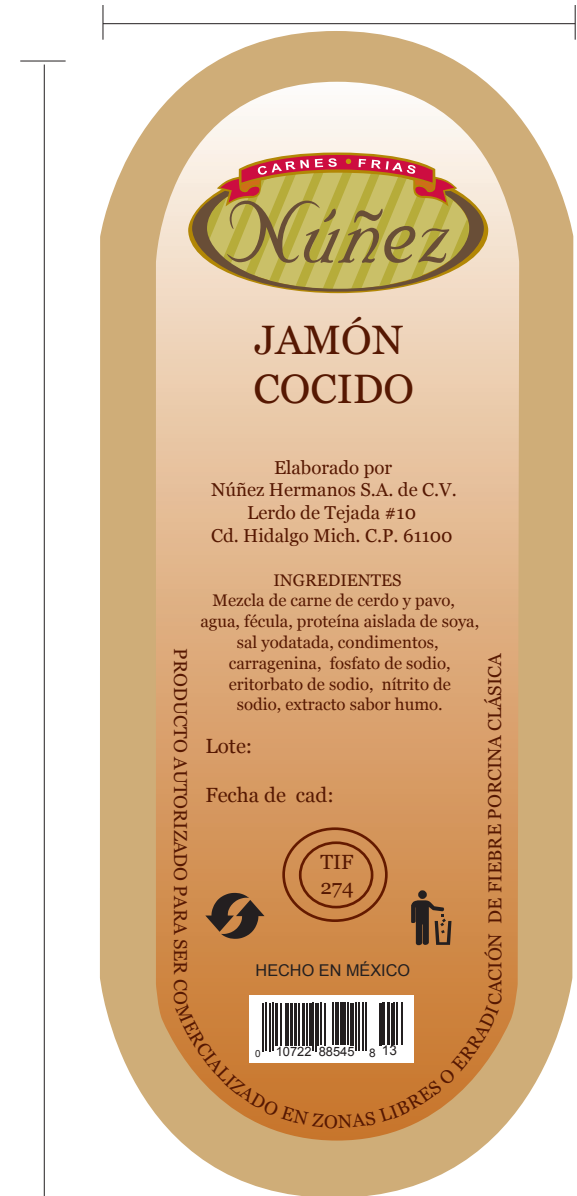 CARNES • FRIAS
Núñez
JAMÓN
COCIDO
Elaborado por
Núñez Hermanos S.A. de C.V.
Lerdo de Tejada #10
Cd. Hidalgo Mich. C.P. 61100
INGREDIENTES
Mezcla de carne de cerdo y pavo,
agua, fécula, proteína aislada de soya,
sal yodatada, condimentos,
carragenina, fosfato de sodio,
eritorbato de sodio, nítrito de
sodio, extracto sabor humo.
Lote:
Fecha de cad:
TIF
274
HECHO EN MÉXICO
0 10722 88545 8 13
PRODUCTO AUTORIZADO PARA SER COMERCIALIZADO EN ZONAS LIBRES O ERRADICACIÓN DE FIEBRE PORCINA CLÁSICA